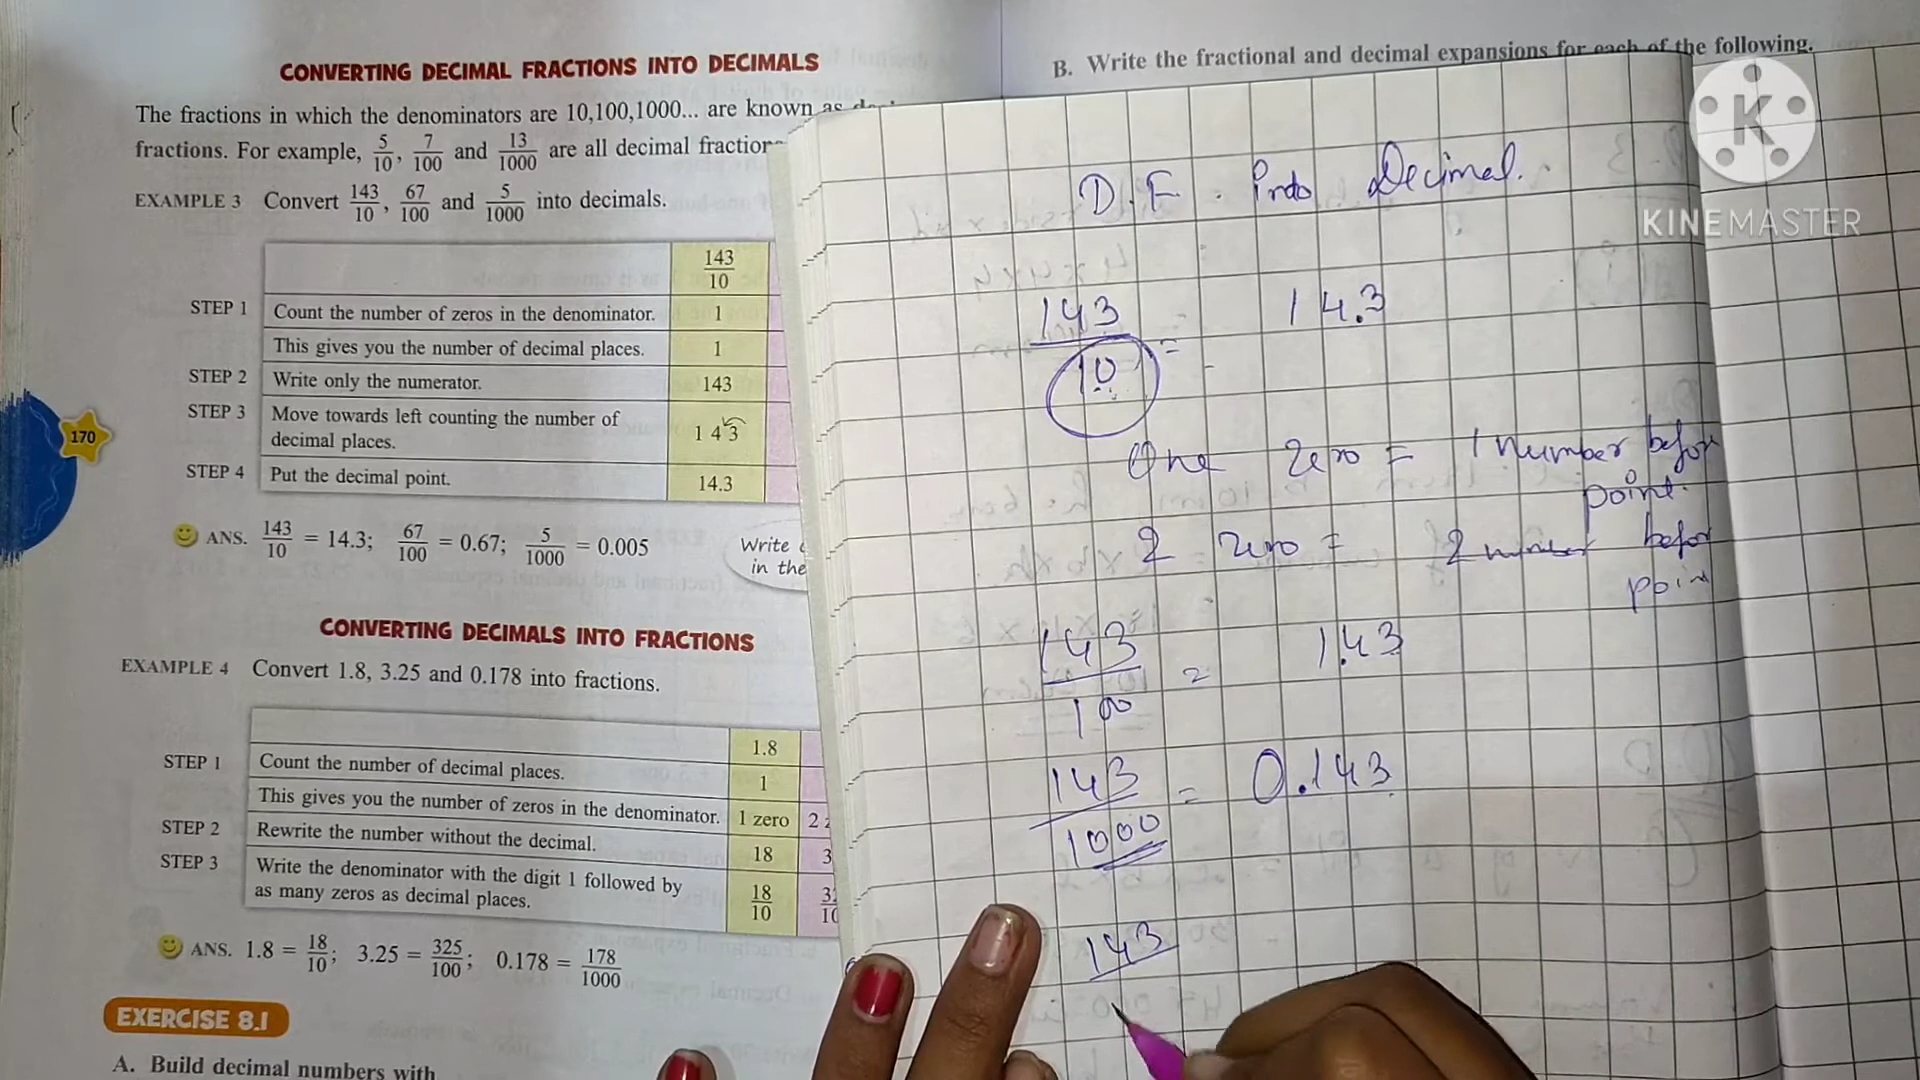 CONVERTING DECIMAL FRACTIONS INTO DECIMALS
The fractions in which the denominators are 10,100,1000... are known as
fractions. For example, 5/10, 7/100 and 13/1000 are all decimal
EXAMPLE 3 Convert 143/10, 67/100 and 5/1000 into decimals.
143/10
STEP 1 Count the number of zeros in the denominator. 1
This gives you the number of decimal places. 1
STEP 2 Write only the numerator. 143
STEP 3 Move towards left counting the number of
decimal places. 1 4 3
STEP 4 Put the decimal point. 14.3
ANS. 143/10 = 14.3; 67/100 = 0.67; 5/1000 = 0.005
Write
in the
170
CONVERTING DECIMALS INTO FRACTIONS
EXAMPLE 4 Convert 1.8, 3.25 and 0.178 into fractions.
1.8
STEP 1 Count the number of decimal places. 1
This gives you the number of zeros in the denominator. 1 zero 2
STEP 2 Rewrite the number without the decimal. 18 3
STEP 3 Write the denominator with the digit 1 followed by
as many zeros as decimal places. 18/10
ANS. 1.8 = 18/10; 3.25 = 325/100; 0.178 = 178/1000
EXERCISE 8.1
A. Build decimal numbers with
B. Write the fractional and decimal expansions for each of the following.
K
KINEMASTER
D.F. Into Decimal.
143/10 = 14.3
One Zero = 1 number before
point.
2 Zero = 2 number before
point
143/100 = 1.43
143/1000 = 0.143
143